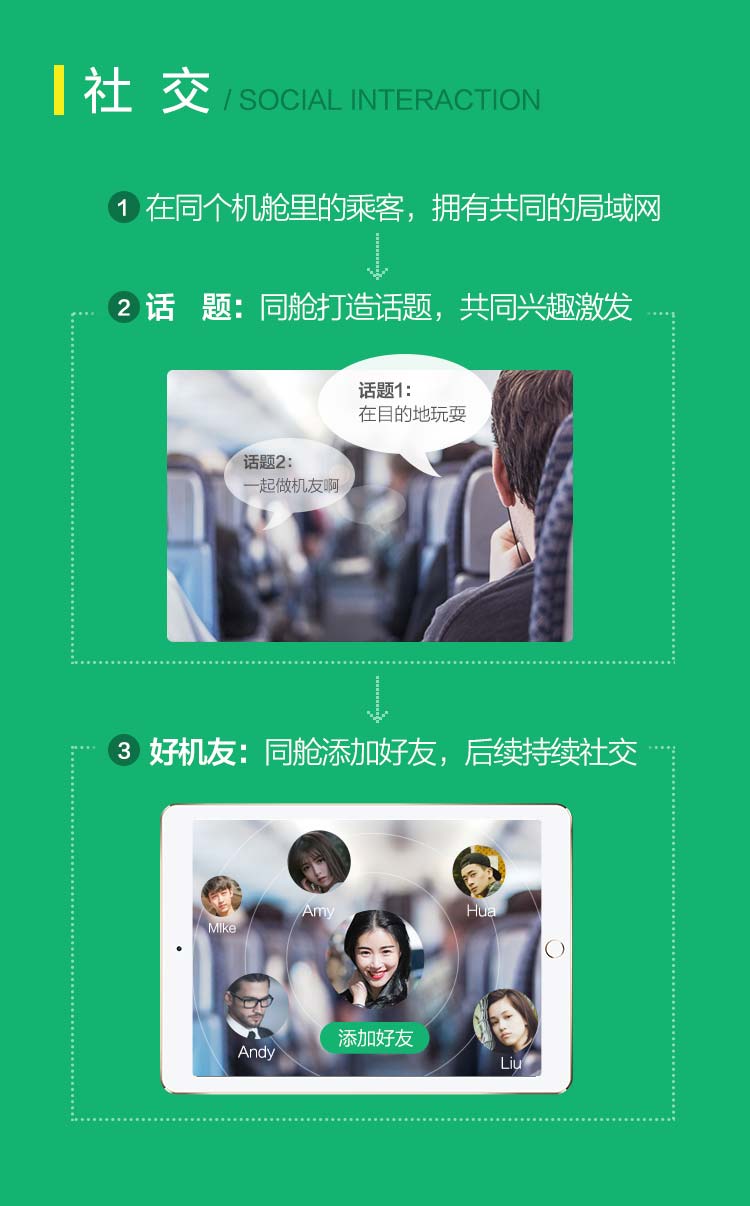 社 交 / SOCIAL INTERACTION
1 在同个机舱里的乘客，拥有共同的局域网
2 话 题：同舱打造话题，共同兴趣激发
话题1：
在目的地玩耍
话题2：
一起做机友啊
3 好机友：同舱添加好友，后续持续社交
Amy
Hua
MIke
Andy
添加好友
Liu